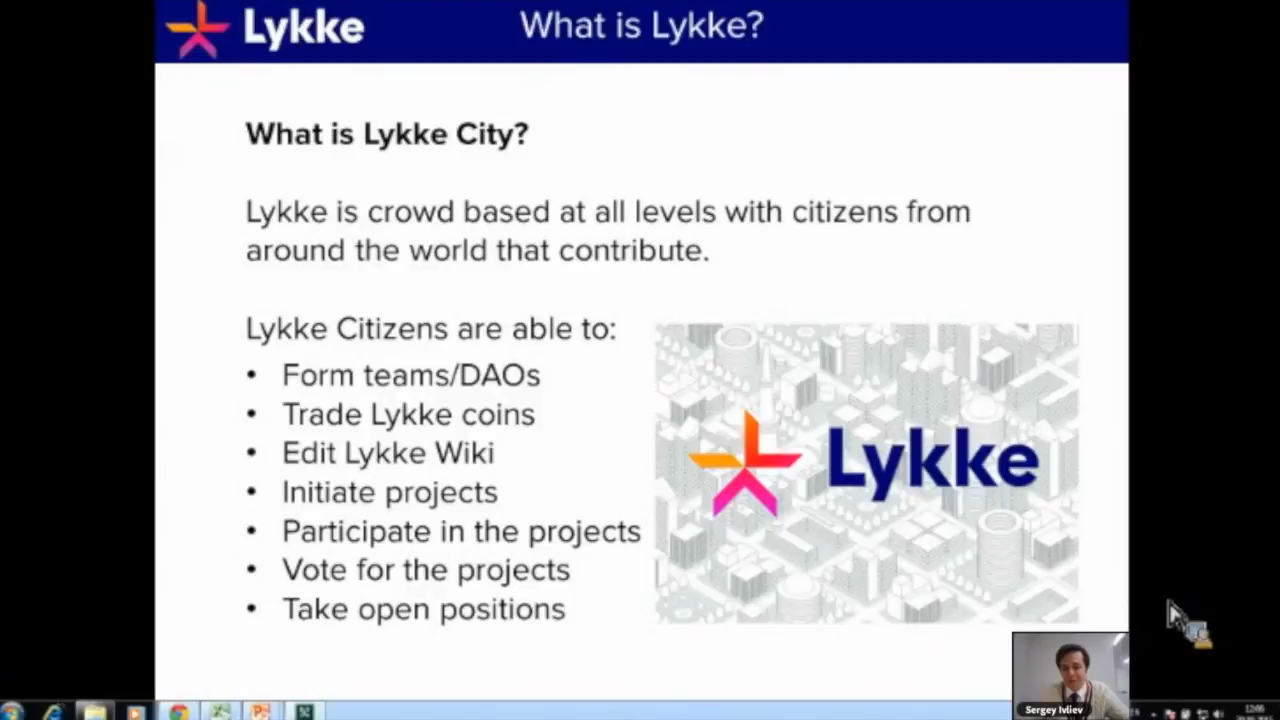 Lykke
What is Lykke?
What is Lykke City?
Lykke is crowd based at all levels with citizens from
around the world that contribute.
Lykke Citizens are able to:
• Form teams/DAOs
• Trade Lykke coins
• Edit Lykke Wiki
• Initiate projects
• Participate in the projects
• Vote for the projects
• Take open positions
Lykke
Sergey Ivliev